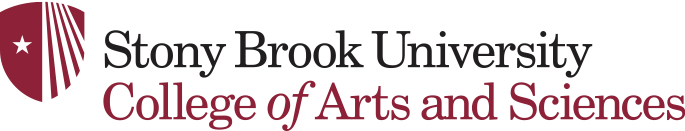 Stony Brook University
College of Arts and Sciences